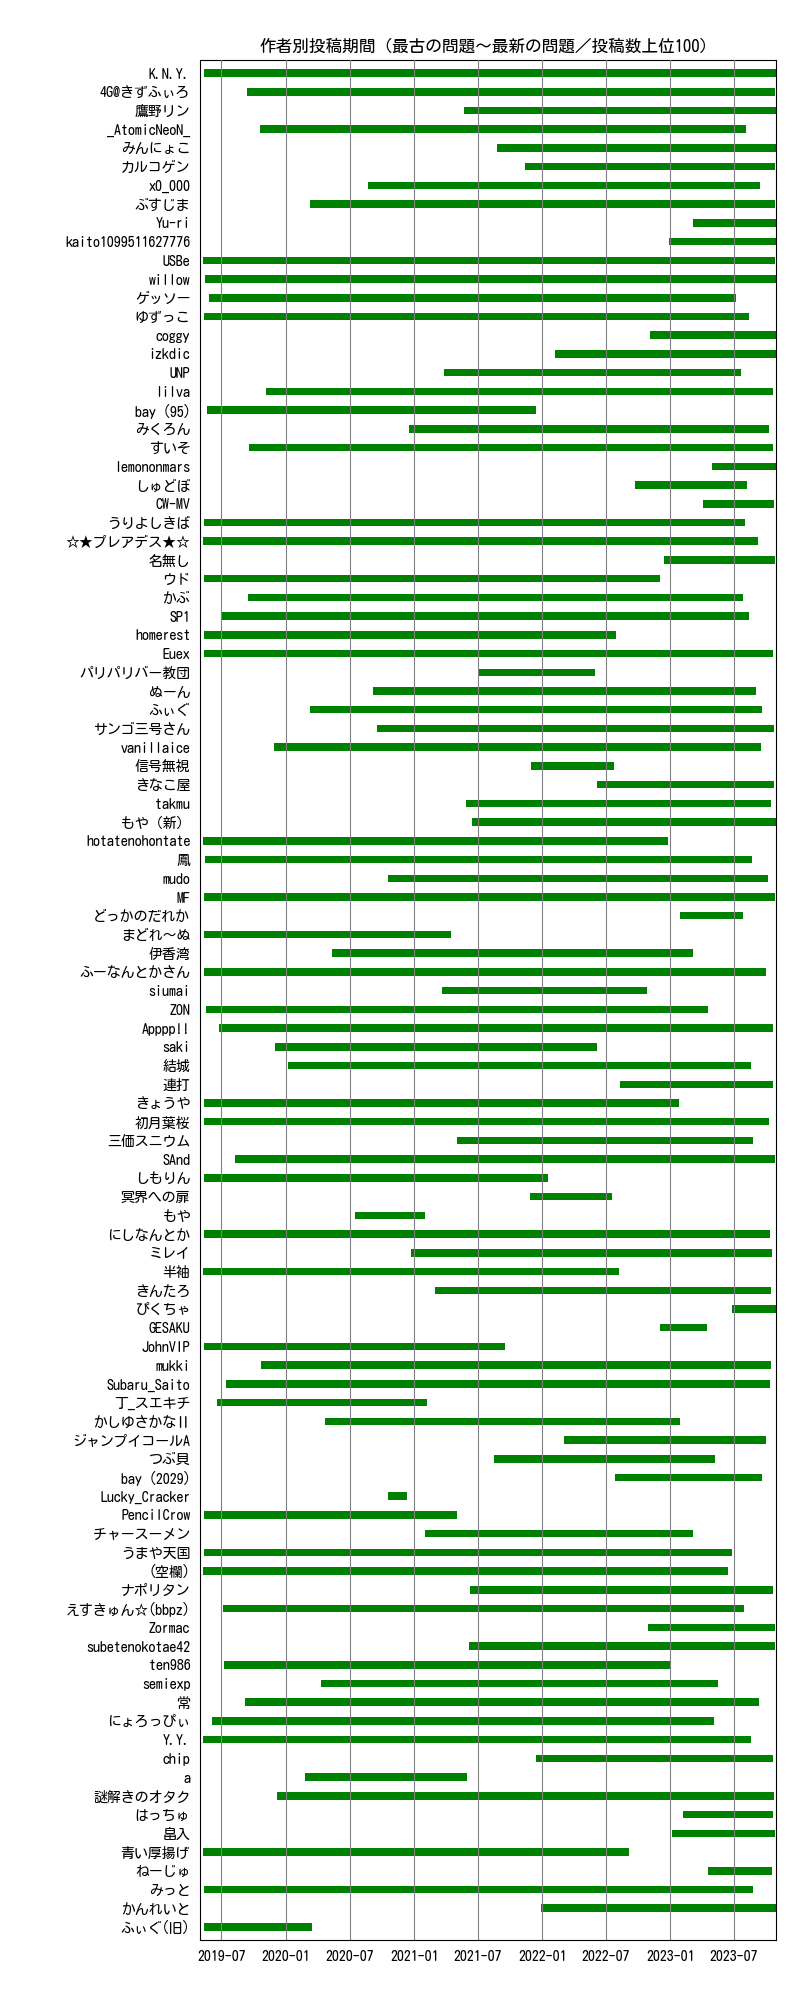 作者別投稿期間（最古の問題～最新の問題／投稿数上位100）
K.N.Y.
4G@きずふぃろ
鷹野リン
_AtomicNeoN_
みんにょこ
カルコゲン
x0_000
ぶすじま
Yu-ri
kaito1099511627776
USBe
willow
ゲッソー
ゆずっこ
coggy
izkdic
UNP
lilva
bay (95)
みくろん
すいそ
lemononmars
しゅどぼ
CW-MV
うりよしきば
☆★プレアデス★☆
名無し
ウド
かぶ
SP1
homerest
Euex
パリパリバー教団
ぬーん
ふぃぐ
サンゴ三号さん
vanillaice
信号無視
きなこ屋
takmu
もや（新）
hotatenohontate
鳳
mudo
MF
どっかのだれか
まどれ～ぬ
伊香湾
ふーなんとかさん
siumai
ZON
Appppll
saki
結城
連打
きょうや
初月葉桜
三価スニウム
SAnd
しもりん
冥界への扉
もや
にしなんとか
ミレイ
半袖
きんたろ
ぴくちゃ
GESAKU
JohnVIP
mukki
Subaru_Saito
丁_スエキチ
かしゆさかなII
ジャンプイコールA
つぶ貝
bay (2029)
Lucky_Cracker
PencilCrow
チャースーメン
うまや天国
(空欄)
ナポリタン
えすきゅん☆(bbpz)
Zormac
subetenokotae42
ten986
semiexp
常
にょろっぴぃ
Y.Y.
chip
a
謎解きのオタク
はっちゅ
畠入
青い厚揚げ
ねーじゅ
みっと
かんれいと
ふぃぐ(旧)
2019-07 2020-01 2020-07 2021-01 2021-07 2022-01 2022-07 2023-01 2023-07